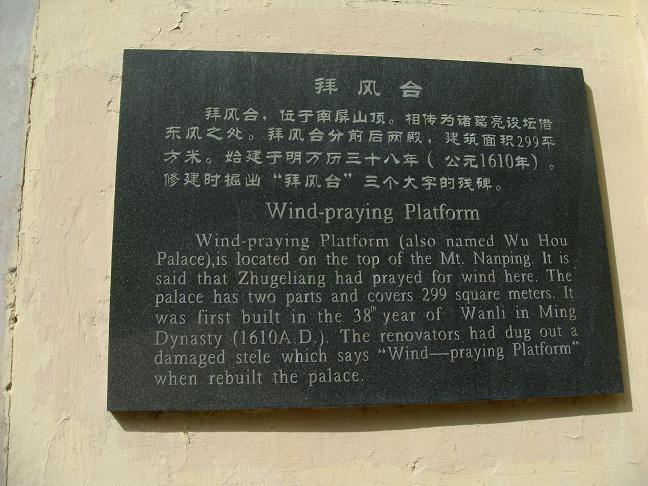 拜风台
拜风台，位于南屏山顶。相传为诸葛亮设坛借
东风之处。拜风台分前后两殿，建筑面积299平
方米。始建于明万历三十八年（公元1610年）。
修建时掘出“拜风台”三个大字的残碑。
Wind-praying Platform
Wind-praying Platform (also named Wu Hou
Palace),is located on the top of the Mt. Nanping. It is
said that Zhugeliang had prayed for wind here. The
palace has two parts and covers 299 square meters. It
was first built in the 38th year of Wanli in Ming
Dynasty (1610A.D.). The renovators had dug out a
damaged stele which says “Wind—praying Platform”
when rebuilt the palace.